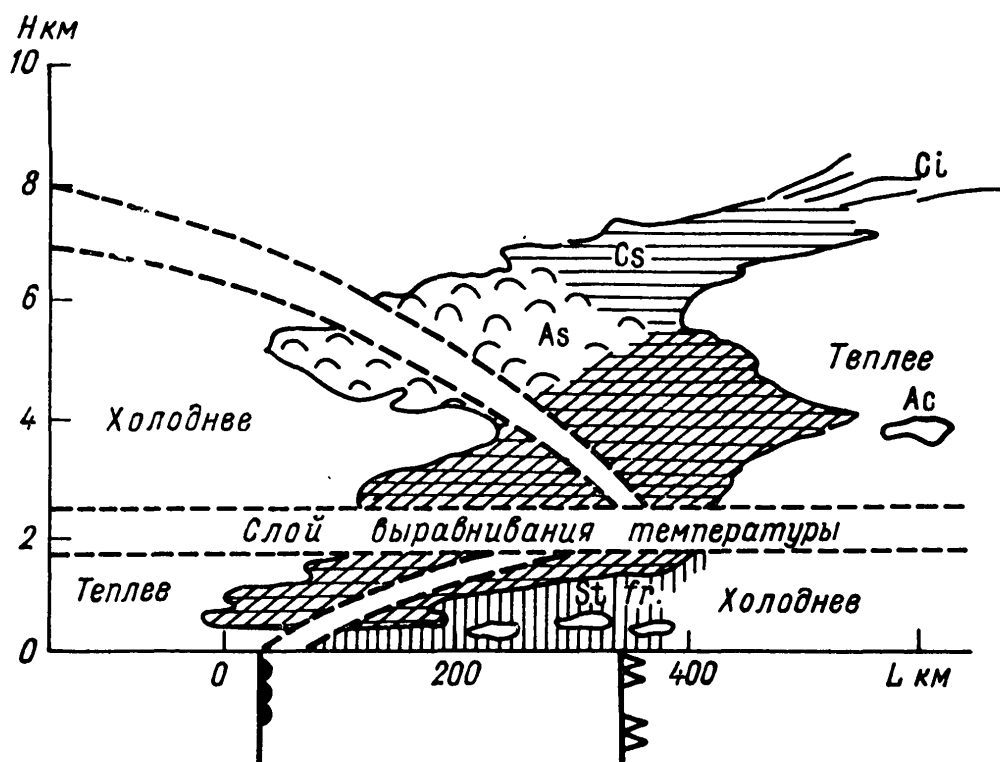 Н км
10
8
Ci
Cs
6
As
Теплее
Ac
4
Холоднее
Слой выравнивания температуры
2
Теплее
St fr.
Холоднее
0
0
200
400
L км